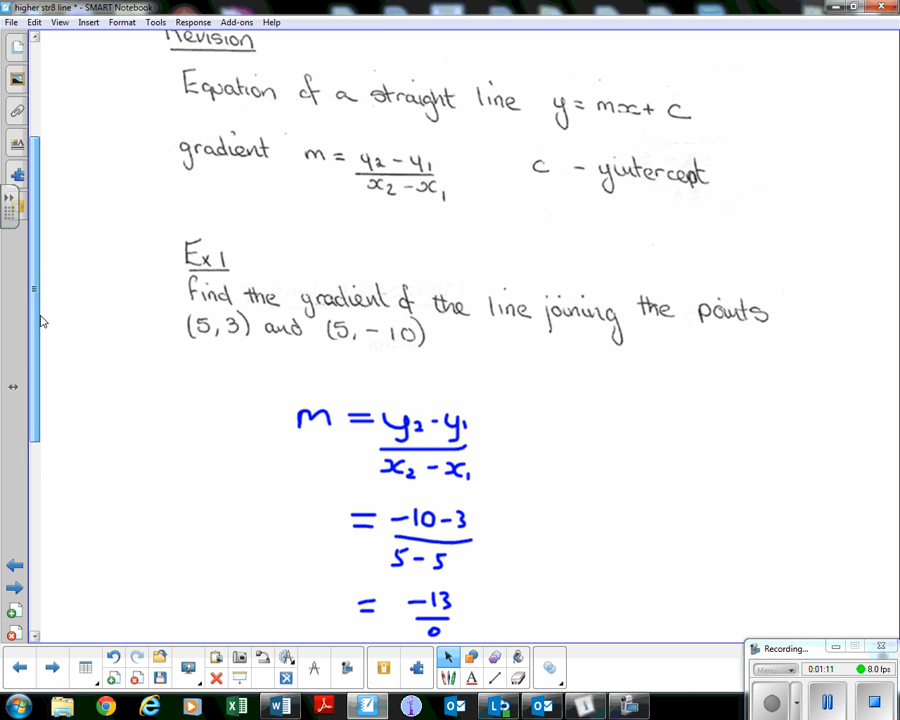 higher str8 line * - SMART Notebook
File Edit View Insert Format Tools Response Add-ons Help
Revision
Equation of a straight line y = mx + c
gradient m = y₂ - y₁ / x₂ - x₁ c - y intercept
Ex 1
Find the gradient of the line joining the points
(5, 3) and (5, -10)
m = y₂ - y₁ / x₂ - x₁
= -10 - 3 / 5 - 5
= -13 / 0
Recording...
Menu 0:01:11 8.0 fps